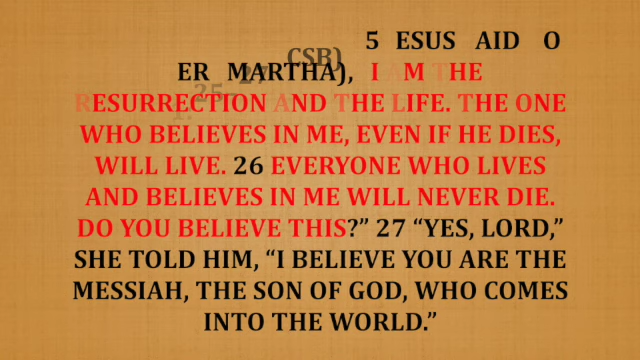 CSB)
5 ESUS AID O
ER MARTHA), I AM THE
RESURRECTION AND THE LIFE. THE ONE
WHO BELIEVES IN ME, EVEN IF HE DIES,
WILL LIVE. 26 EVERYONE WHO LIVES
AND BELIEVES IN ME WILL NEVER DIE.
DO YOU BELIEVE THIS?” 27 “YES, LORD,”
SHE TOLD HIM, “I BELIEVE YOU ARE THE
MESSIAH, THE SON OF GOD, WHO COMES
INTO THE WORLD.”